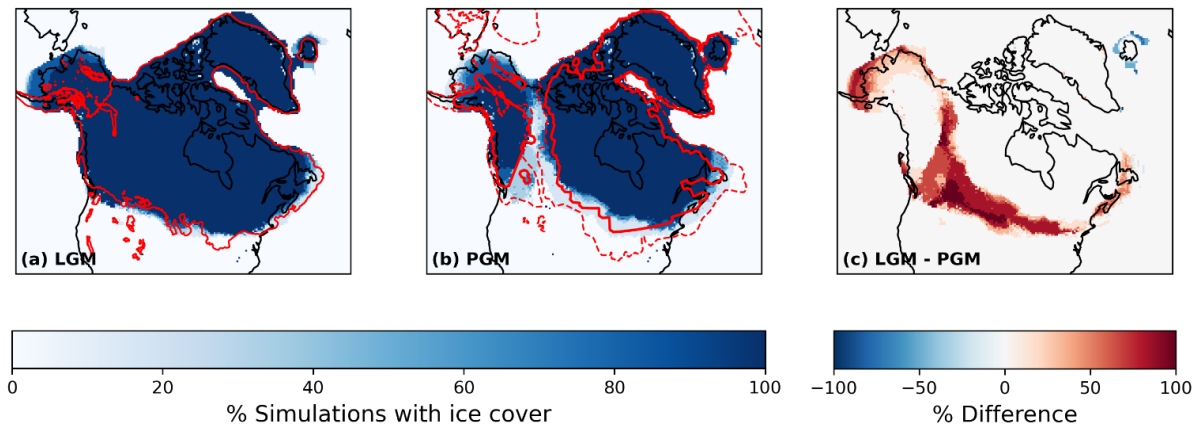 (a) LGM
(b) PGM
(c) LGM - PGM
0 20 40 60 80 100
% Simulations with ice cover
−100 −50 0 50 100
% Difference